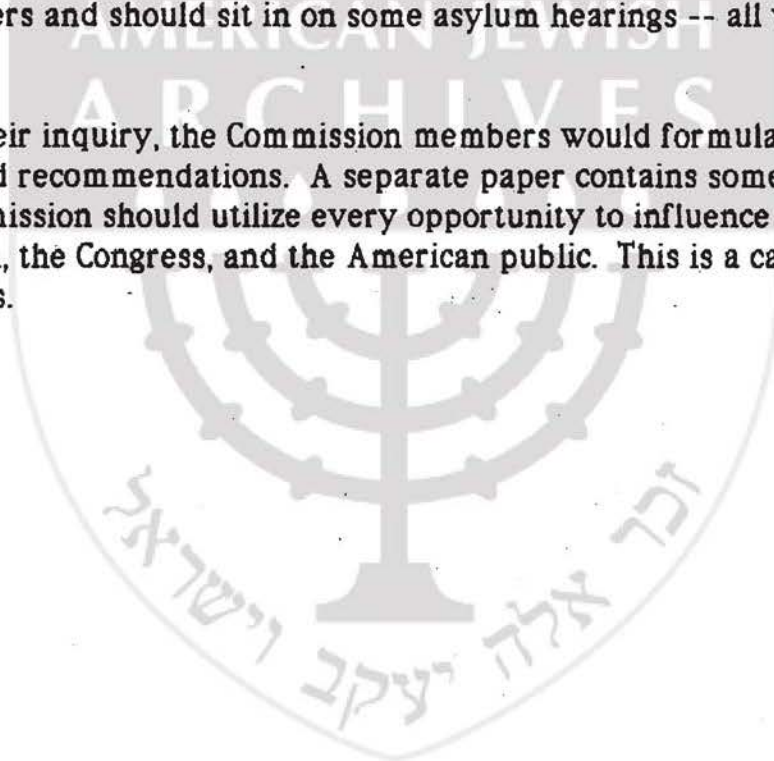 ers and should sit in on some asylum hearings -- all
AMERICAN JEWISH
ARCHIVES
eir inquiry, the Commission members would formula
d recommendations. A separate paper contains some
mission should utilize every opportunity to influence
, the Congress, and the American public. This is a ca
s.
זכר אלה יעקב וישראל